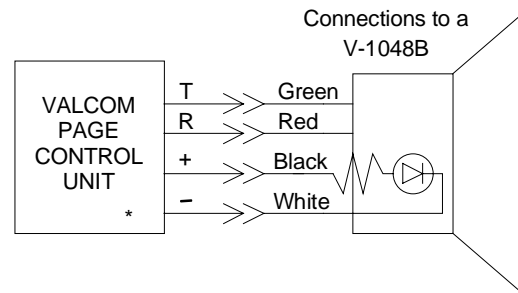 Connections to a
V-1048B
VALCOM
PAGE
CONTROL
UNIT
*
T
Green
R
Red
+
Black
-
White